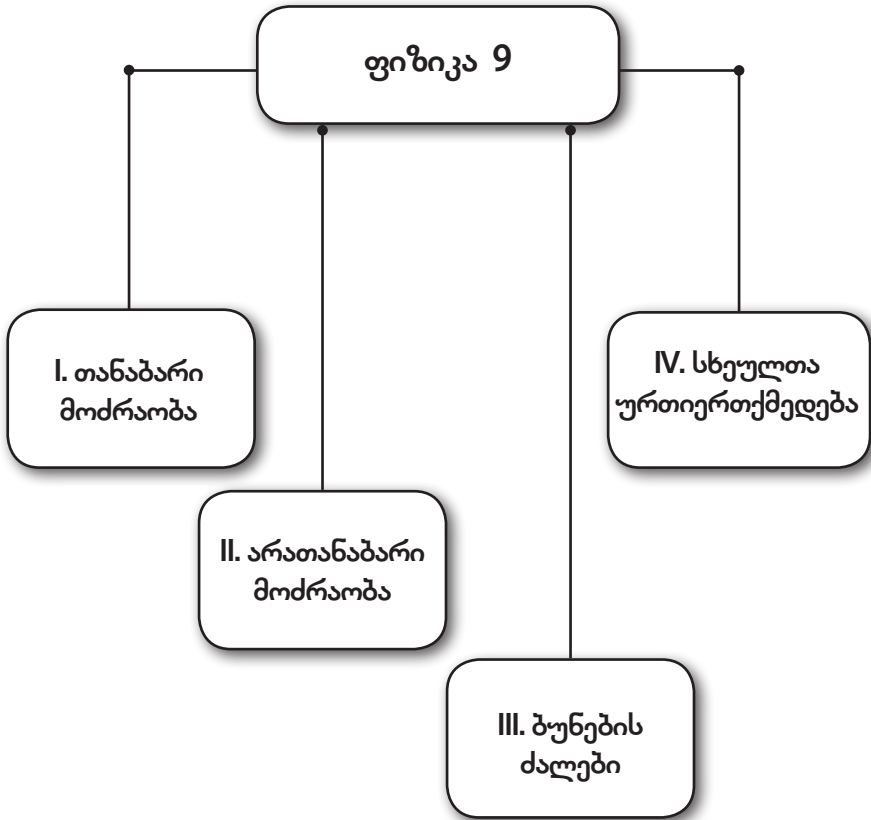 ფიზიკა 9
I. თანაბარი
მოძრაობა
II. არათანაბარი
მოძრაობა
III. ბუნების
ძალები
IV. სხეულთა
ურთიერთქმედება